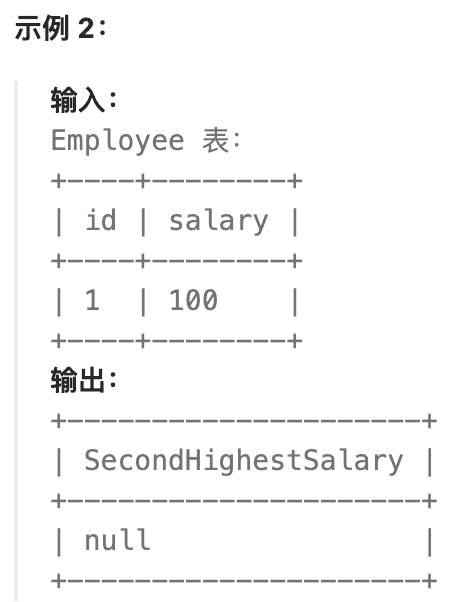 示例 2：
输入：
Employee 表：
+----+--------+
| id | salary |
+----+--------+
| 1  | 100    |
+----+--------+
输出：
+---------------------+
| SecondHighestSalary |
+---------------------+
| null                |
+---------------------+